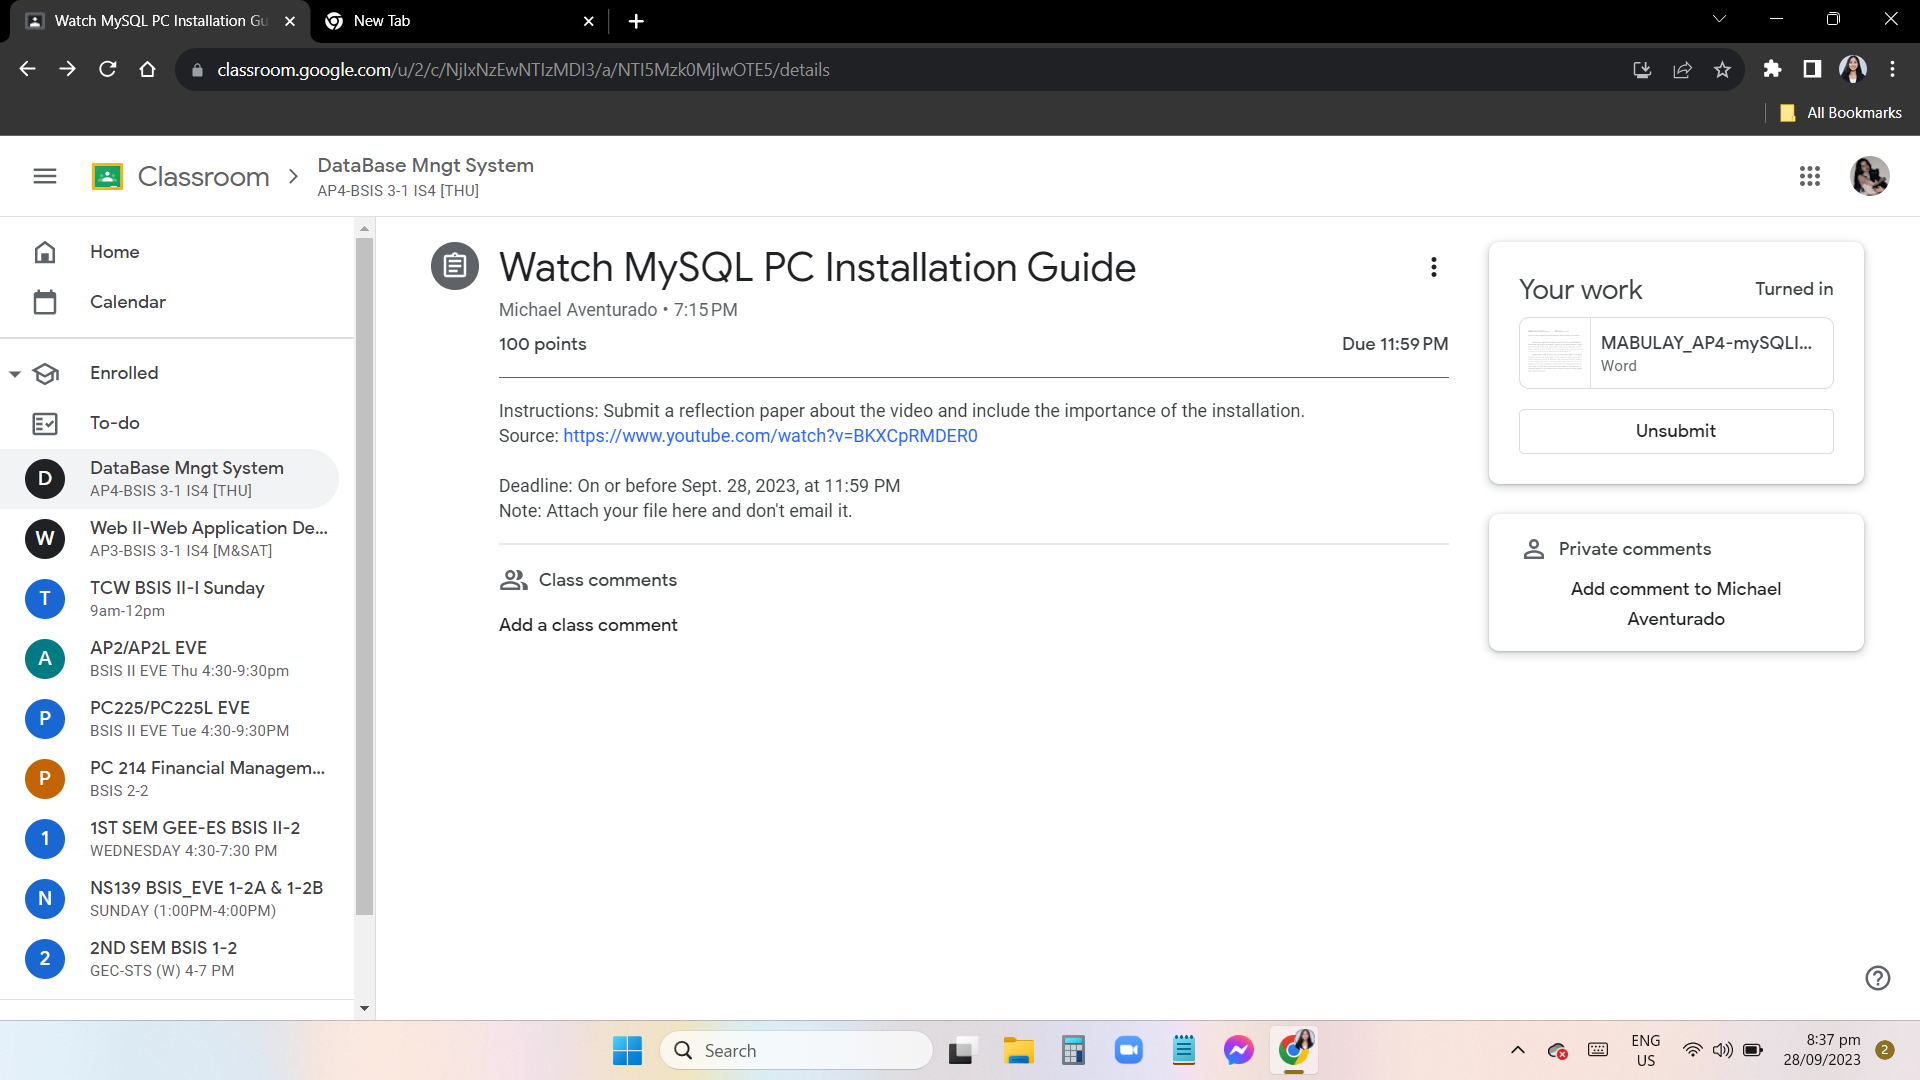 Watch MySQL PC Installation Gu
New Tab
classroom.google.com/u/2/c/NjIxNzEwNTIzMDI3/a/NTI5Mzk0MjIwOTE5/details
All Bookmarks
Classroom
DataBase Mngt System
AP4-BSIS 3-1 IS4 [THU]
Home
Calendar
Enrolled
To-do
D
DataBase Mngt System
AP4-BSIS 3-1 IS4 [THU]
W
Web II-Web Application De...
AP3-BSIS 3-1 IS4 [M&SAT]
T
TCW BSIS II-I Sunday
9am-12pm
A
AP2/AP2L EVE
BSIS II EVE Thu 4:30-9:30pm
P
PC225/PC225L EVE
BSIS II EVE Tue 4:30-9:30PM
P
PC 214 Financial Managem...
BSIS 2-2
1
1ST SEM GEE-ES BSIS II-2
WEDNESDAY 4:30-7:30 PM
N
NS139 BSIS_EVE 1-2A & 1-2B
SUNDAY (1:00PM-4:00PM)
2
2ND SEM BSIS 1-2
GEC-STS (W) 4-7 PM
Watch MySQL PC Installation Guide
Michael Aventurado • 7:15 PM
100 points
Due 11:59 PM
Instructions: Submit a reflection paper about the video and include the importance of the installation.
Source: https://www.youtube.com/watch?v=BKXCpRMDER0
Deadline: On or before Sept. 28, 2023, at 11:59 PM
Note: Attach your file here and don't email it.
Class comments
Add a class comment
Your work
Turned in
MABULAY_AP4-mySQLI...
Word
Unsubmit
Private comments
Add comment to Michael
Aventurado
Search
ENG
US
8:37 pm
28/09/2023
2